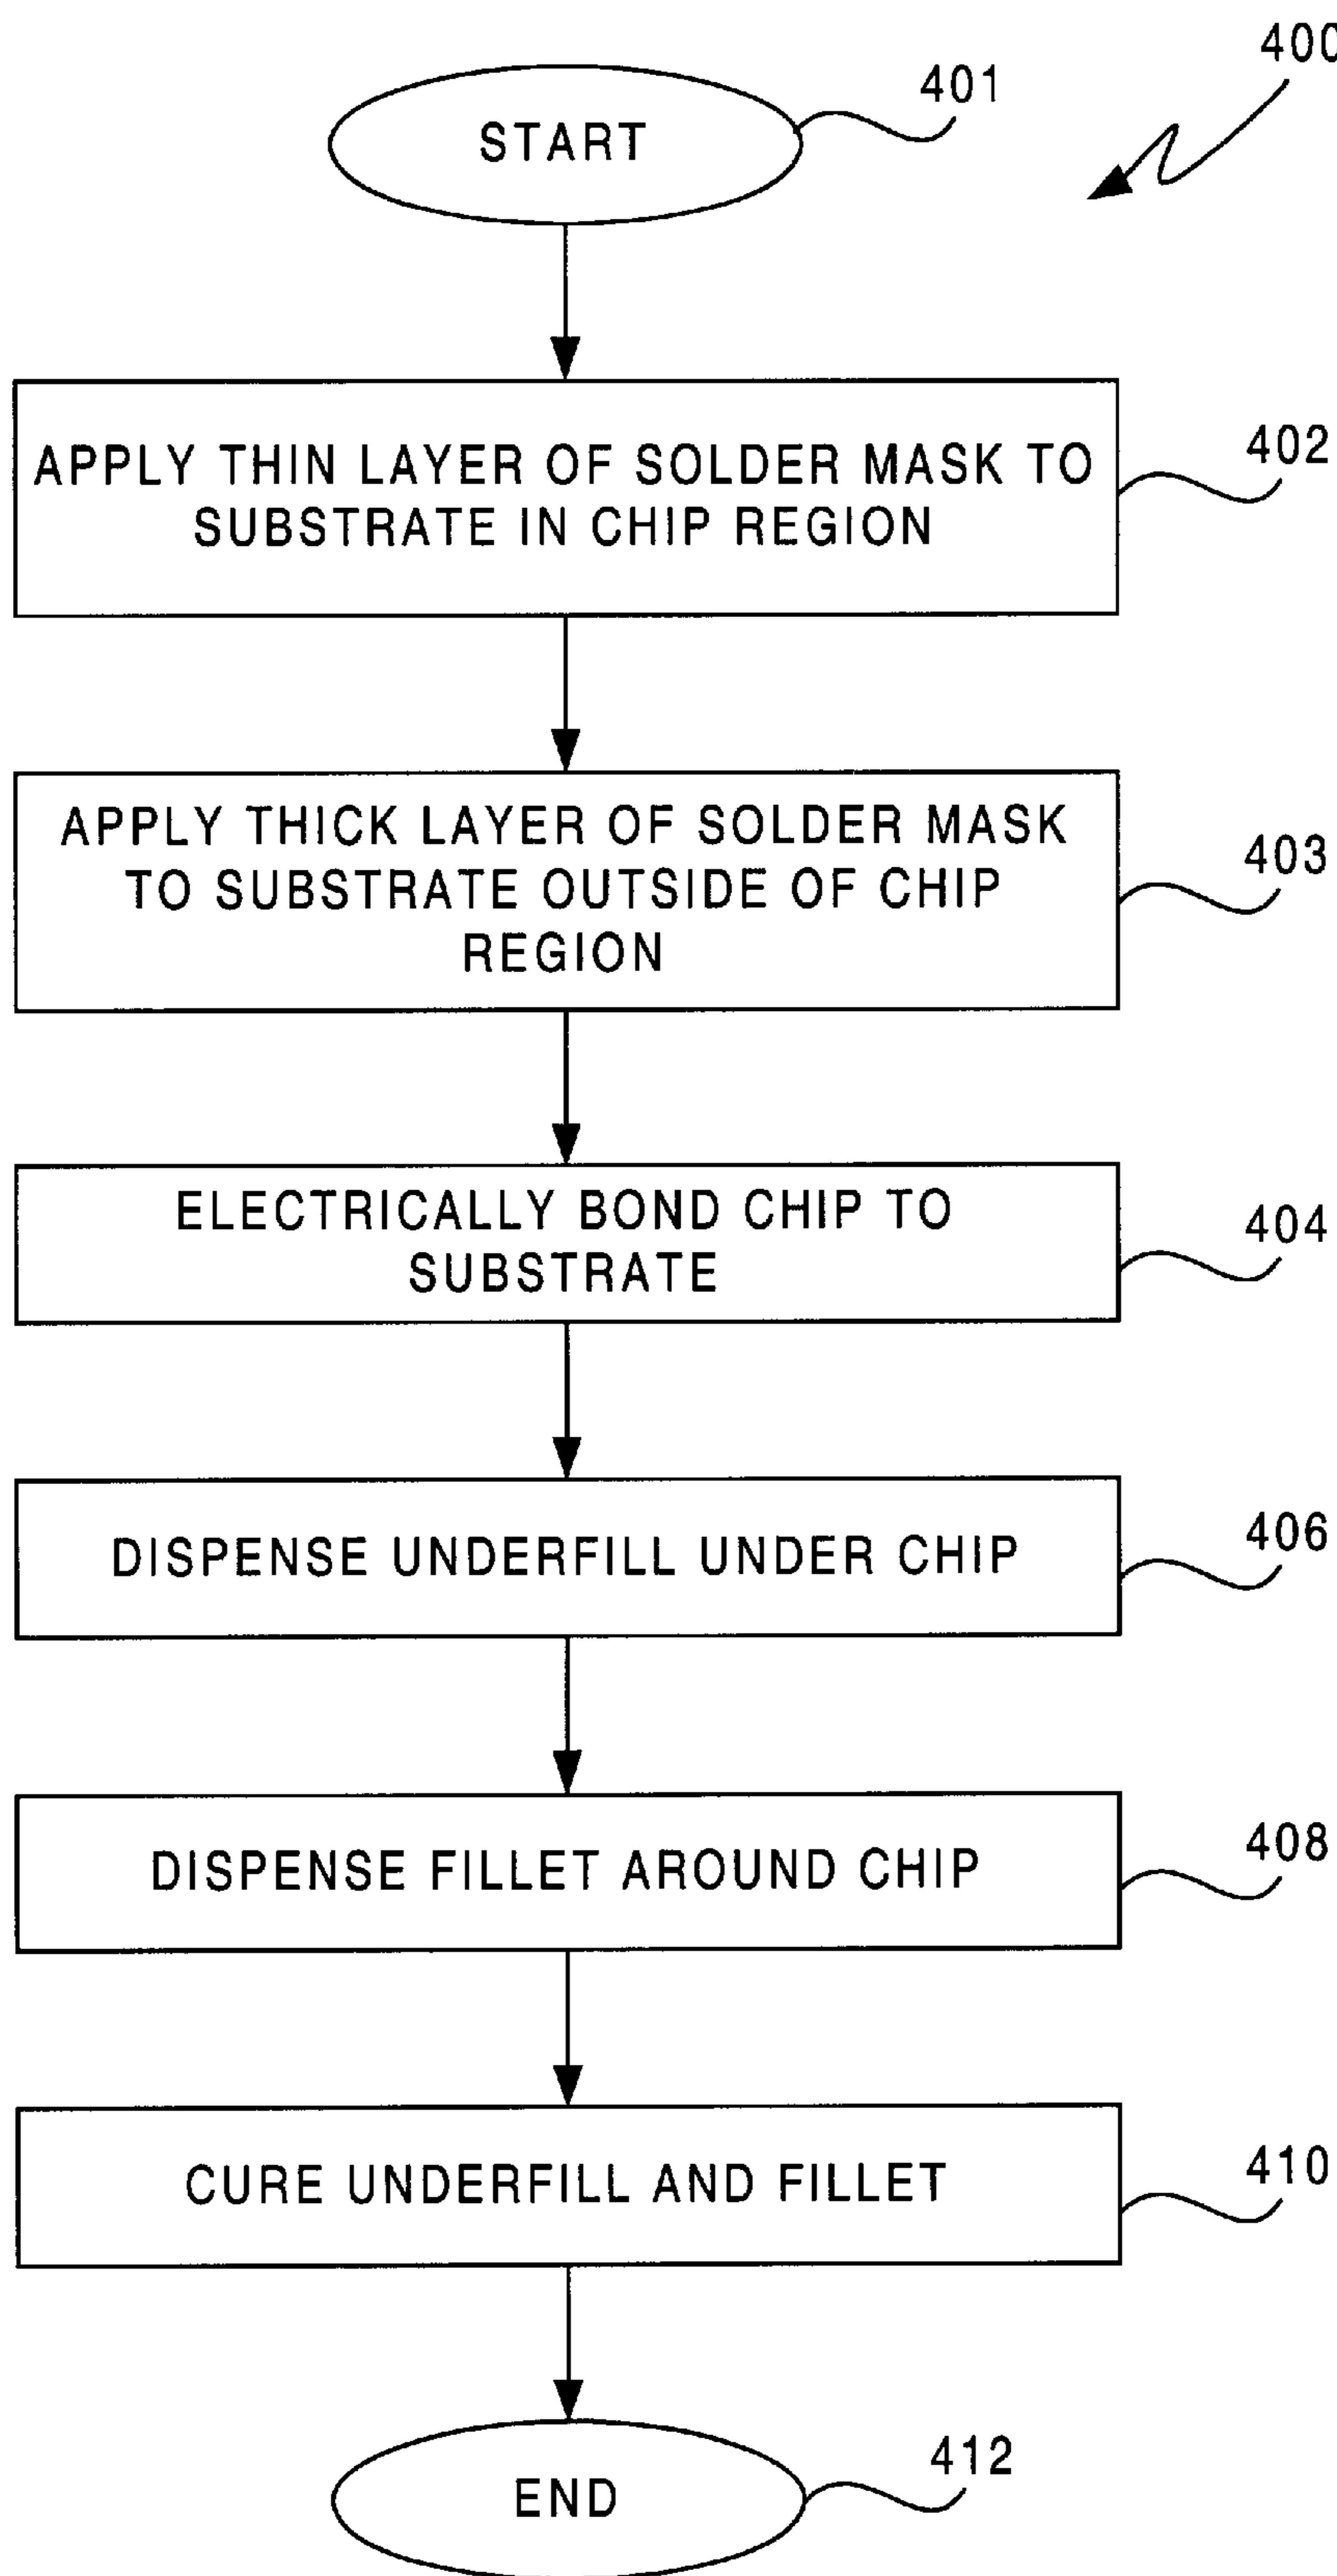 400
401
START
402
APPLY THIN LAYER OF SOLDER MASK TO
SUBSTRATE IN CHIP REGION
403
APPLY THICK LAYER OF SOLDER MASK
TO SUBSTRATE OUTSIDE OF CHIP
REGION
404
ELECTRICALLY BOND CHIP TO
SUBSTRATE
406
DISPENSE UNDERFILL UNDER CHIP
408
DISPENSE FILLET AROUND CHIP
410
CURE UNDERFILL AND FILLET
412
END